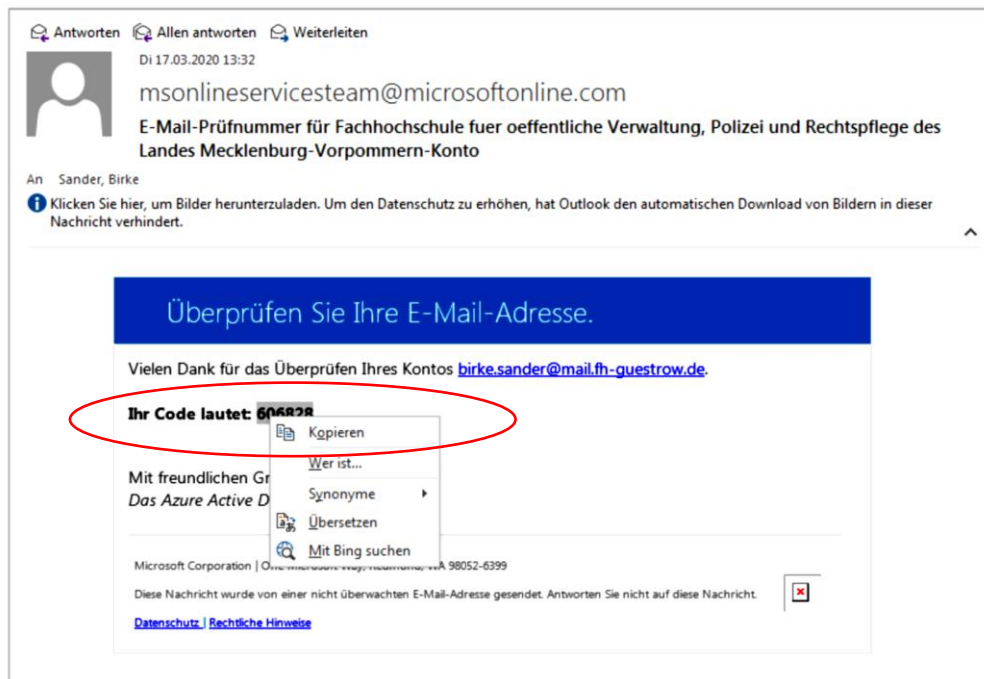 Antworten Allen antworten Weiterleiten
Di 17.03.2020 13:32
msonlineservicesteam@microsoftonline.com
E-Mail-Prüfnummer für Fachhochschule fuer oeffentliche Verwaltung, Polizei und Rechtspflege des
Landes Mecklenburg-Vorpommern-Konto
An Sander, Birke
Klicken Sie hier, um Bilder herunterzuladen. Um den Datenschutz zu erhöhen, hat Outlook den automatischen Download von Bildern in dieser
Nachricht verhindert.
Überprüfen Sie Ihre E-Mail-Adresse.
Vielen Dank für das Überprüfen Ihres Kontos birke.sander@mail.fh-guestrow.de.
Ihr Code lautet: 606828
Kopieren
Wer ist...
Mit freundlichen Gr
Synonyme
Das Azure Active D
Übersetzen
Mit Bing suchen
Microsoft Corporation | One Microsoft Way, Redmond, WA 98052-6399
Diese Nachricht wurde von einer nicht überwachten E-Mail-Adresse gesendet. Antworten Sie nicht auf diese Nachricht.
Datenschutz | Rechtliche Hinweise